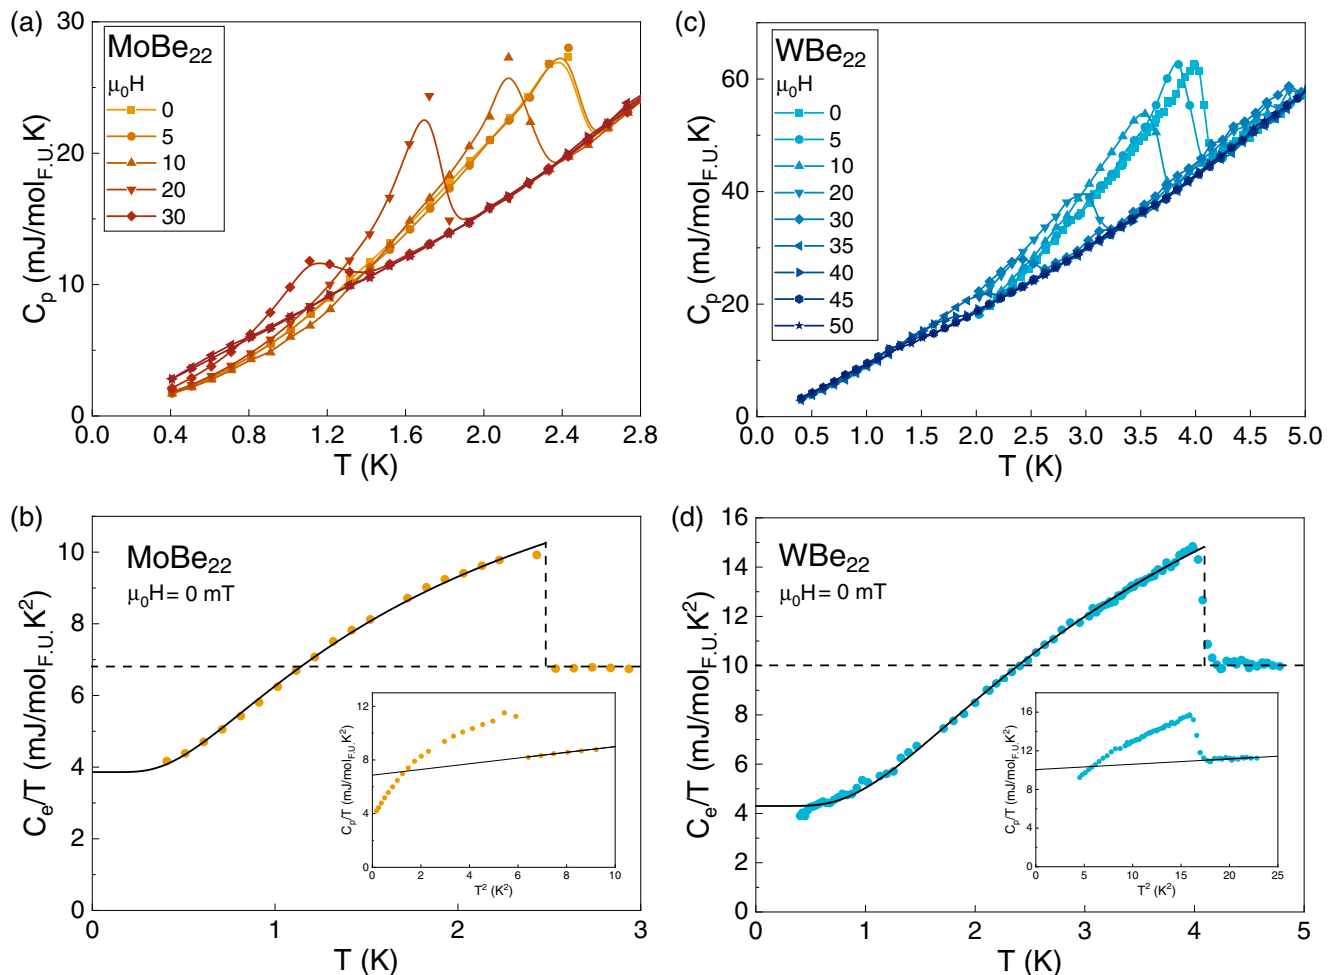 (a)
MoBe22
μ0H
0
5
10
20
30
30
20
10
0
Cp (mJ/molF.U.K)
0.0 0.4 0.8 1.2 1.6 2.0 2.4 2.8
T (K)
(c)
WBe22
μ0H
0
5
10
20
30
35
40
45
50
60
40
20
0
Cp (mJ/molF.U.K)
0.0 0.5 1.0 1.5 2.0 2.5 3.0 3.5 4.0 4.5 5.0
T (K)
(b)
MoBe22
μ0H= 0 mT
10
8
6
4
2
0
Ce/T (mJ/molF.U.K2)
0 1 2 3
T (K)
12
8
4
0
Cp/T (mJ/molF.U.K2)
0 2 4 6 8 10
T2 (K2)
(d)
WBe22
μ0H= 0 mT
16
14
12
10
8
6
4
2
0
Ce/T (mJ/molF.U.K2)
0 1 2 3 4 5
T (K)
16
12
8
4
0
Cp/T (mJ/molF.U.K2)
0 5 10 15 20 25
T2 (K2)